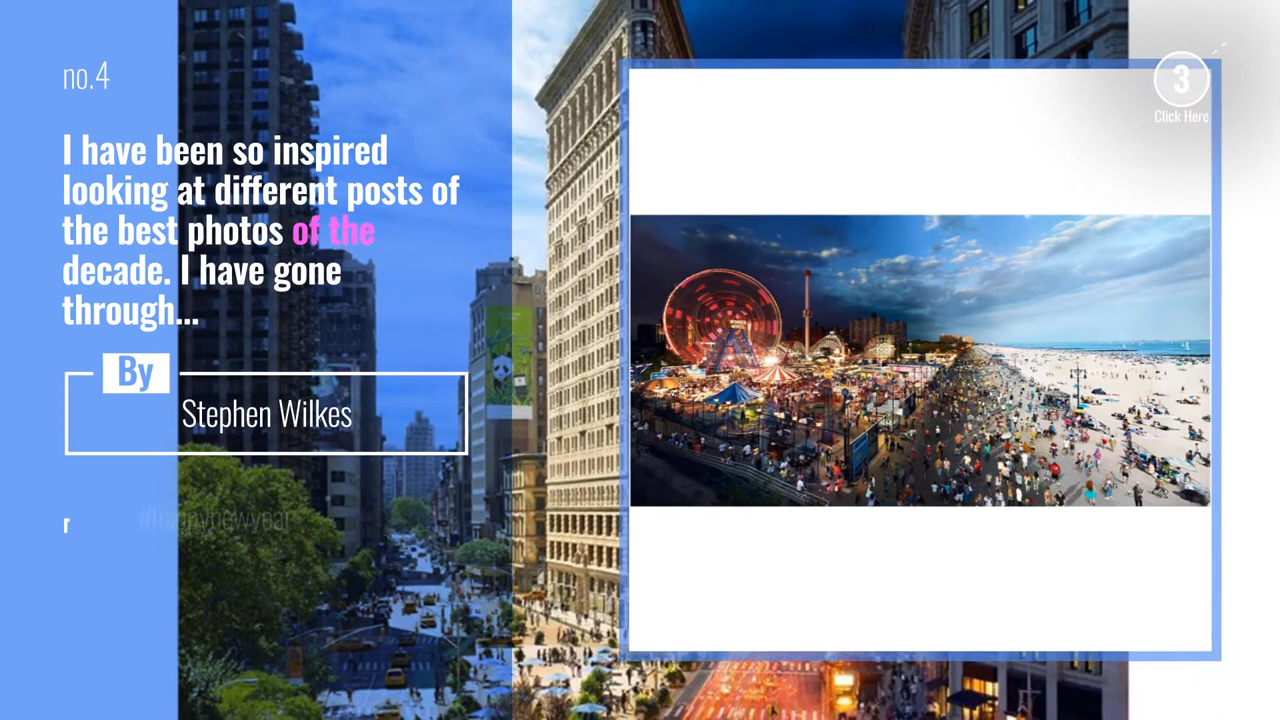 no.4
I have been so inspired
looking at different posts of
the best photos of the
decade. I have gone
through...
By
Stephen Wilkes
r
#happynewyear
3
Click Here